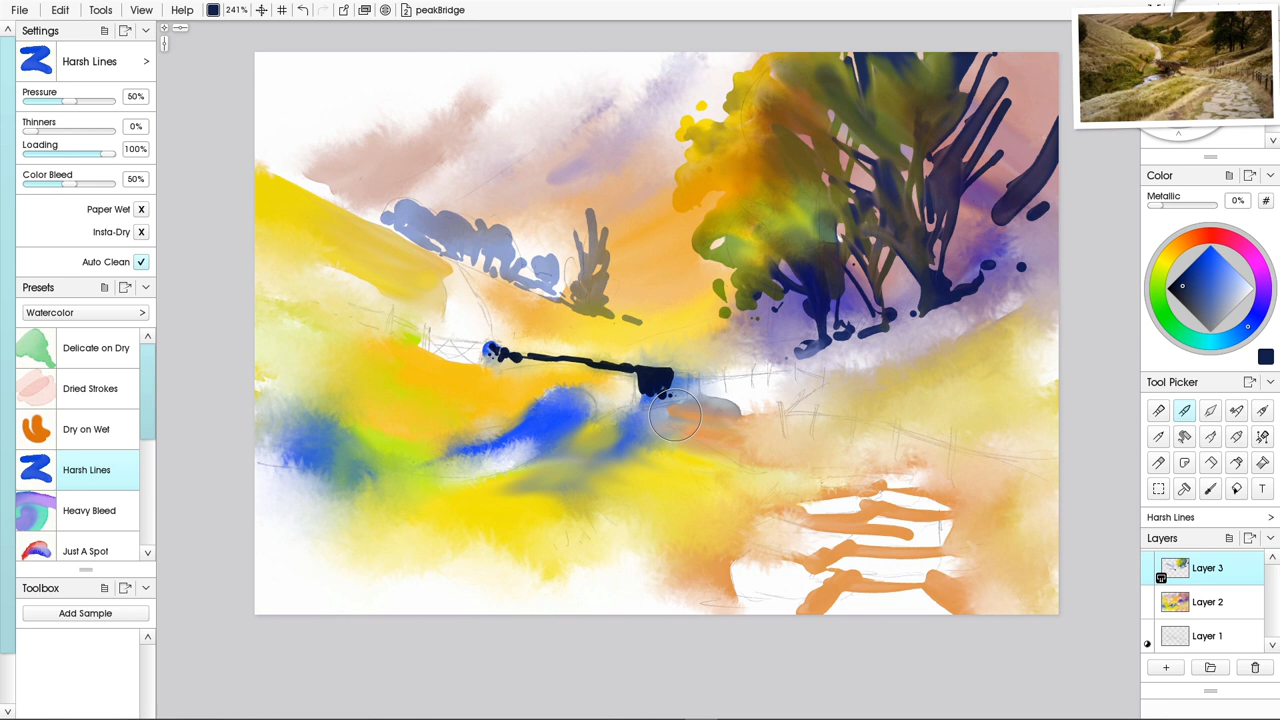 File Edit Tools View Help 241% peakBridge
Settings
Harsh Lines >
Pressure
50%
Thinners
0%
Loading
100%
Color Bleed
50%
Paper Wet X
Insta-Dry X
Auto Clean
Presets
Watercolor >
Delicate on Dry
Dried Strokes
Dry on Wet
Harsh Lines
Heavy Bleed
Just A Spot
Toolbox
Add Sample
Color
Metallic
0% #
Tool Picker
T
Harsh Lines >
Layers
Layer 3
Layer 2
Layer 1
+